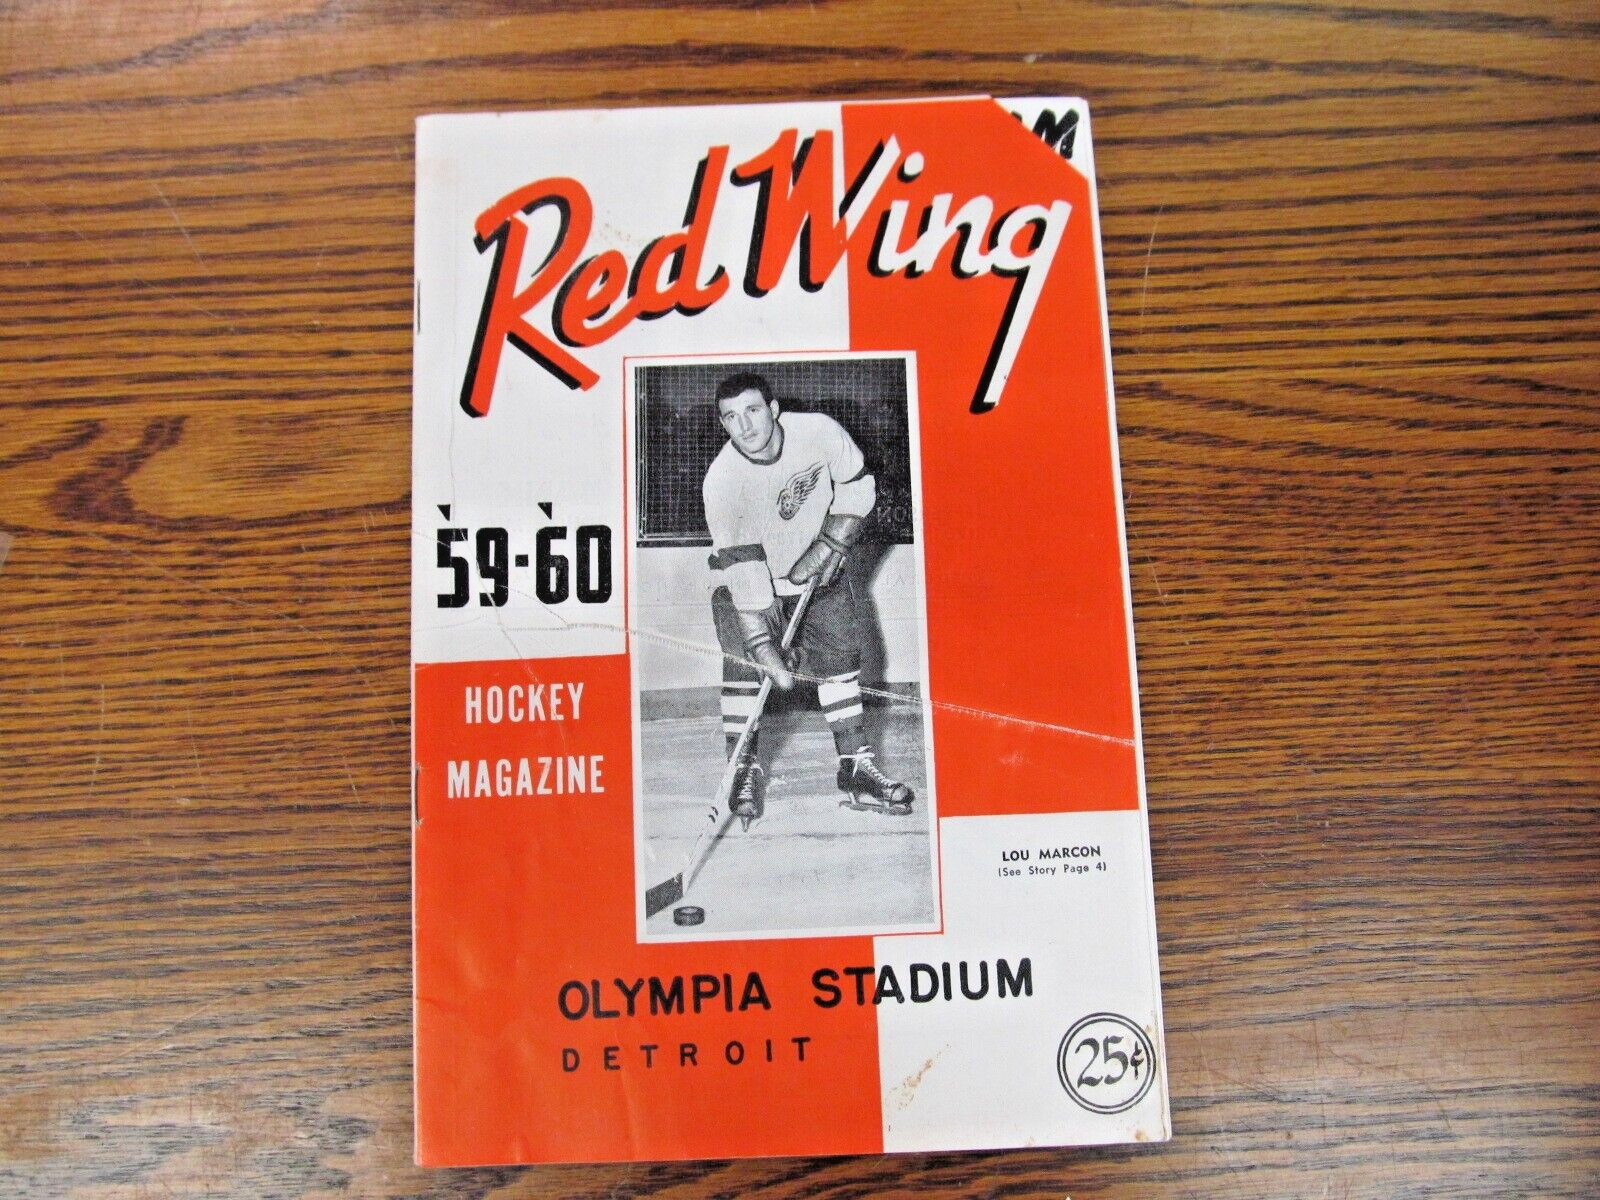 Red Wing
'59-'60
HOCKEY
MAGAZINE
LOU MARCON
(See Story Page 4)
OLYMPIA STADIUM
DETROIT
25¢